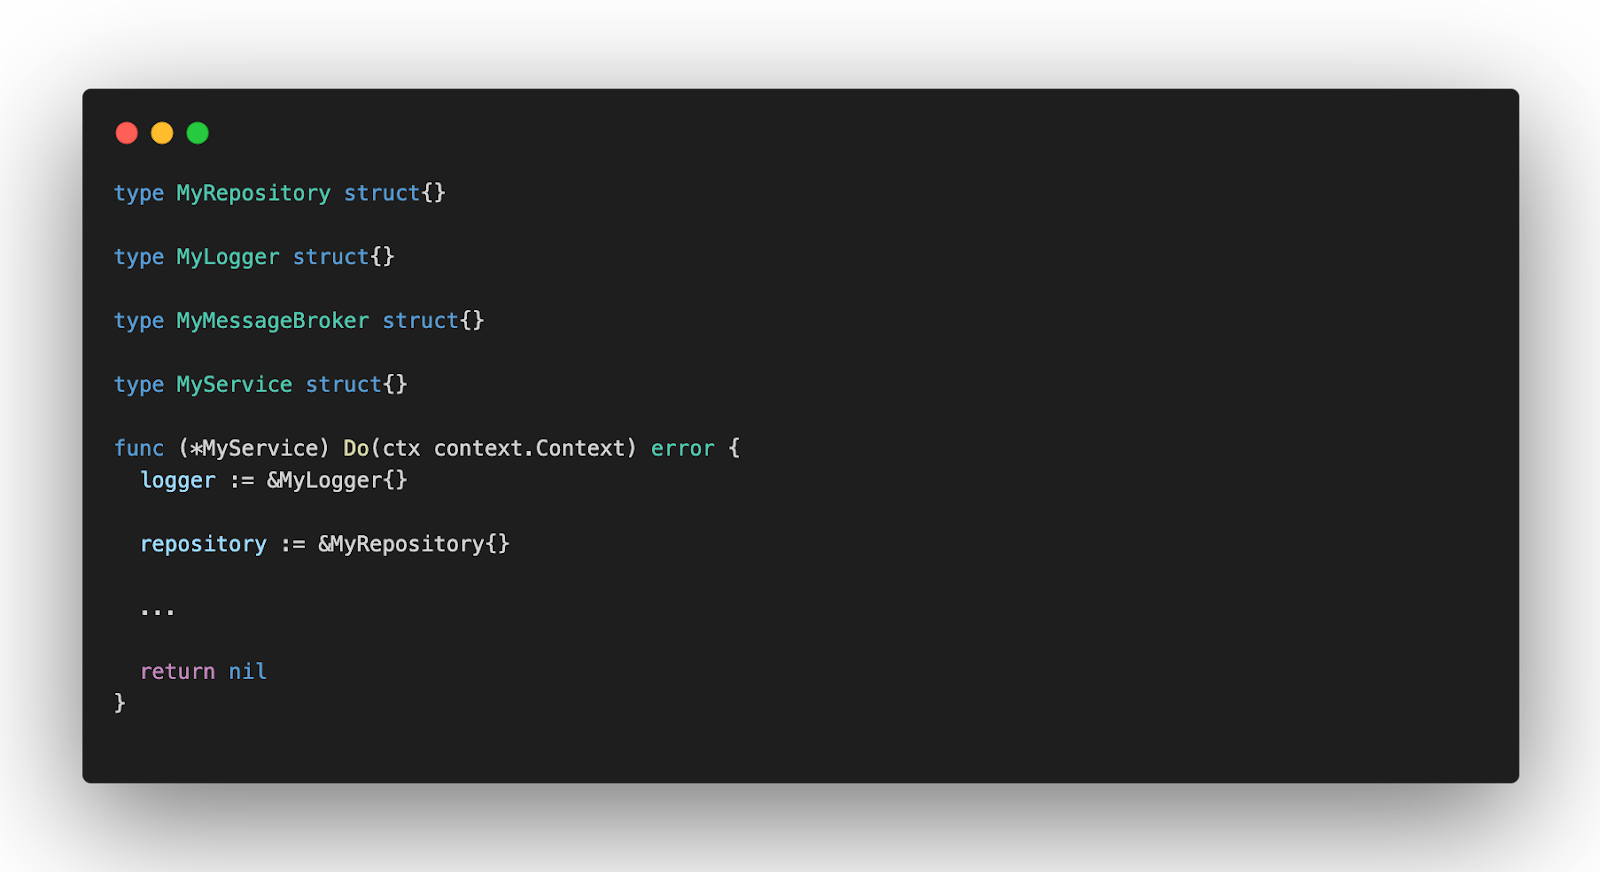 type MyRepository struct{}
type MyLogger struct{}
type MyMessageBroker struct{}
type MyService struct{}
func (*MyService) Do(ctx context.Context) error {
  logger := &MyLogger{}
  repository := &MyRepository{}
  ...
  return nil
}